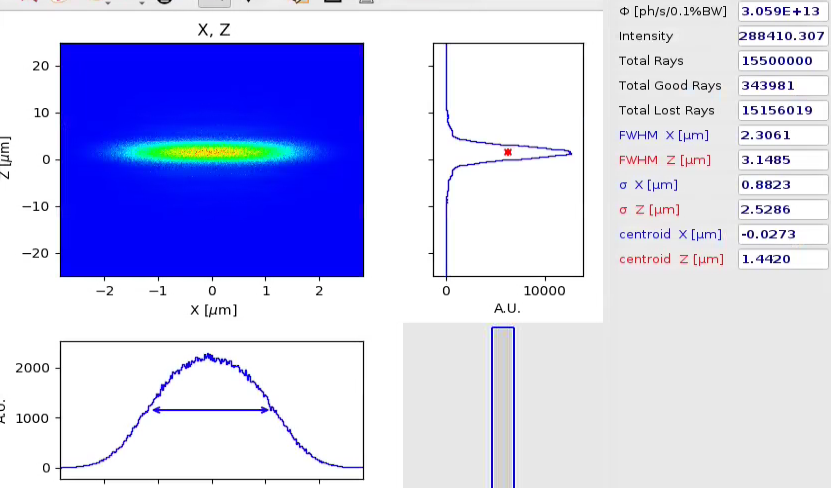 X, Z
20
10
0
−10
−20
Z [μm]
−2 −1 0 1 2
X [μm]
0 10000
A.U.
2000
1000
0
A.U.
Φ [ph/s/0.1%BW] 3.059E+13
Intensity 288410.307
Total Rays 15500000
Total Good Rays 343981
Total Lost Rays 15156019
FWHM X [μm] 2.3061
FWHM Z [μm] 3.1485
σ X [μm] 0.8823
σ Z [μm] 2.5286
centroid X [μm] -0.0273
centroid Z [μm] 1.4420